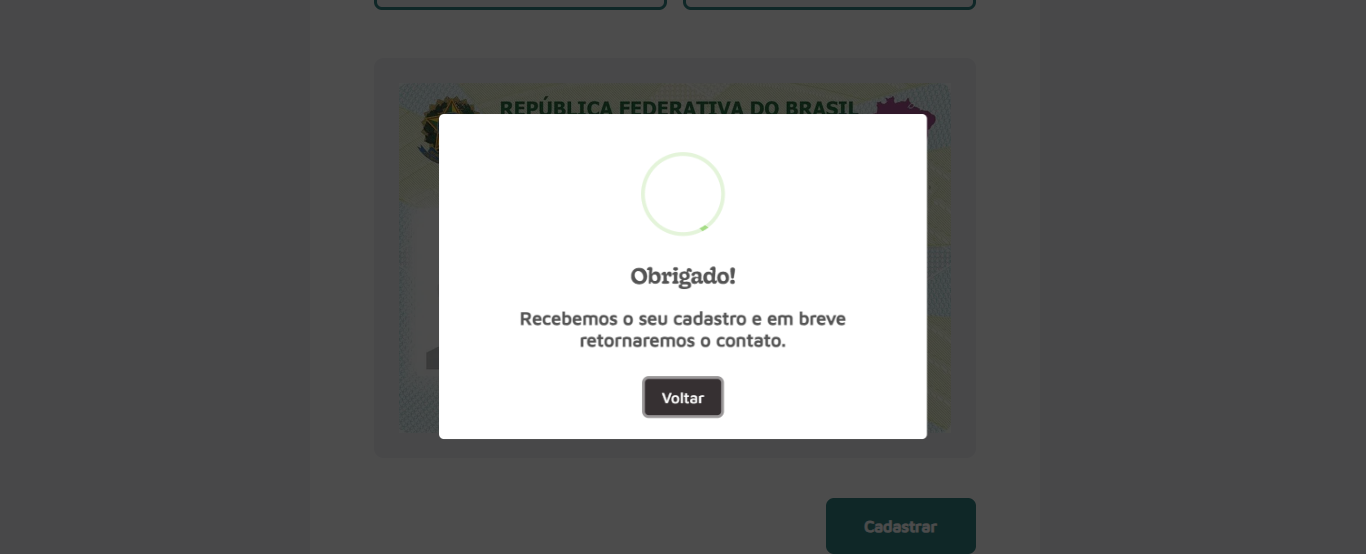 REPÚBLICA FEDERATIVA DO BRASIL
Obrigado!
Recebemos o seu cadastro e em breve
retornaremos o contato.
Voltar
Cadastrar